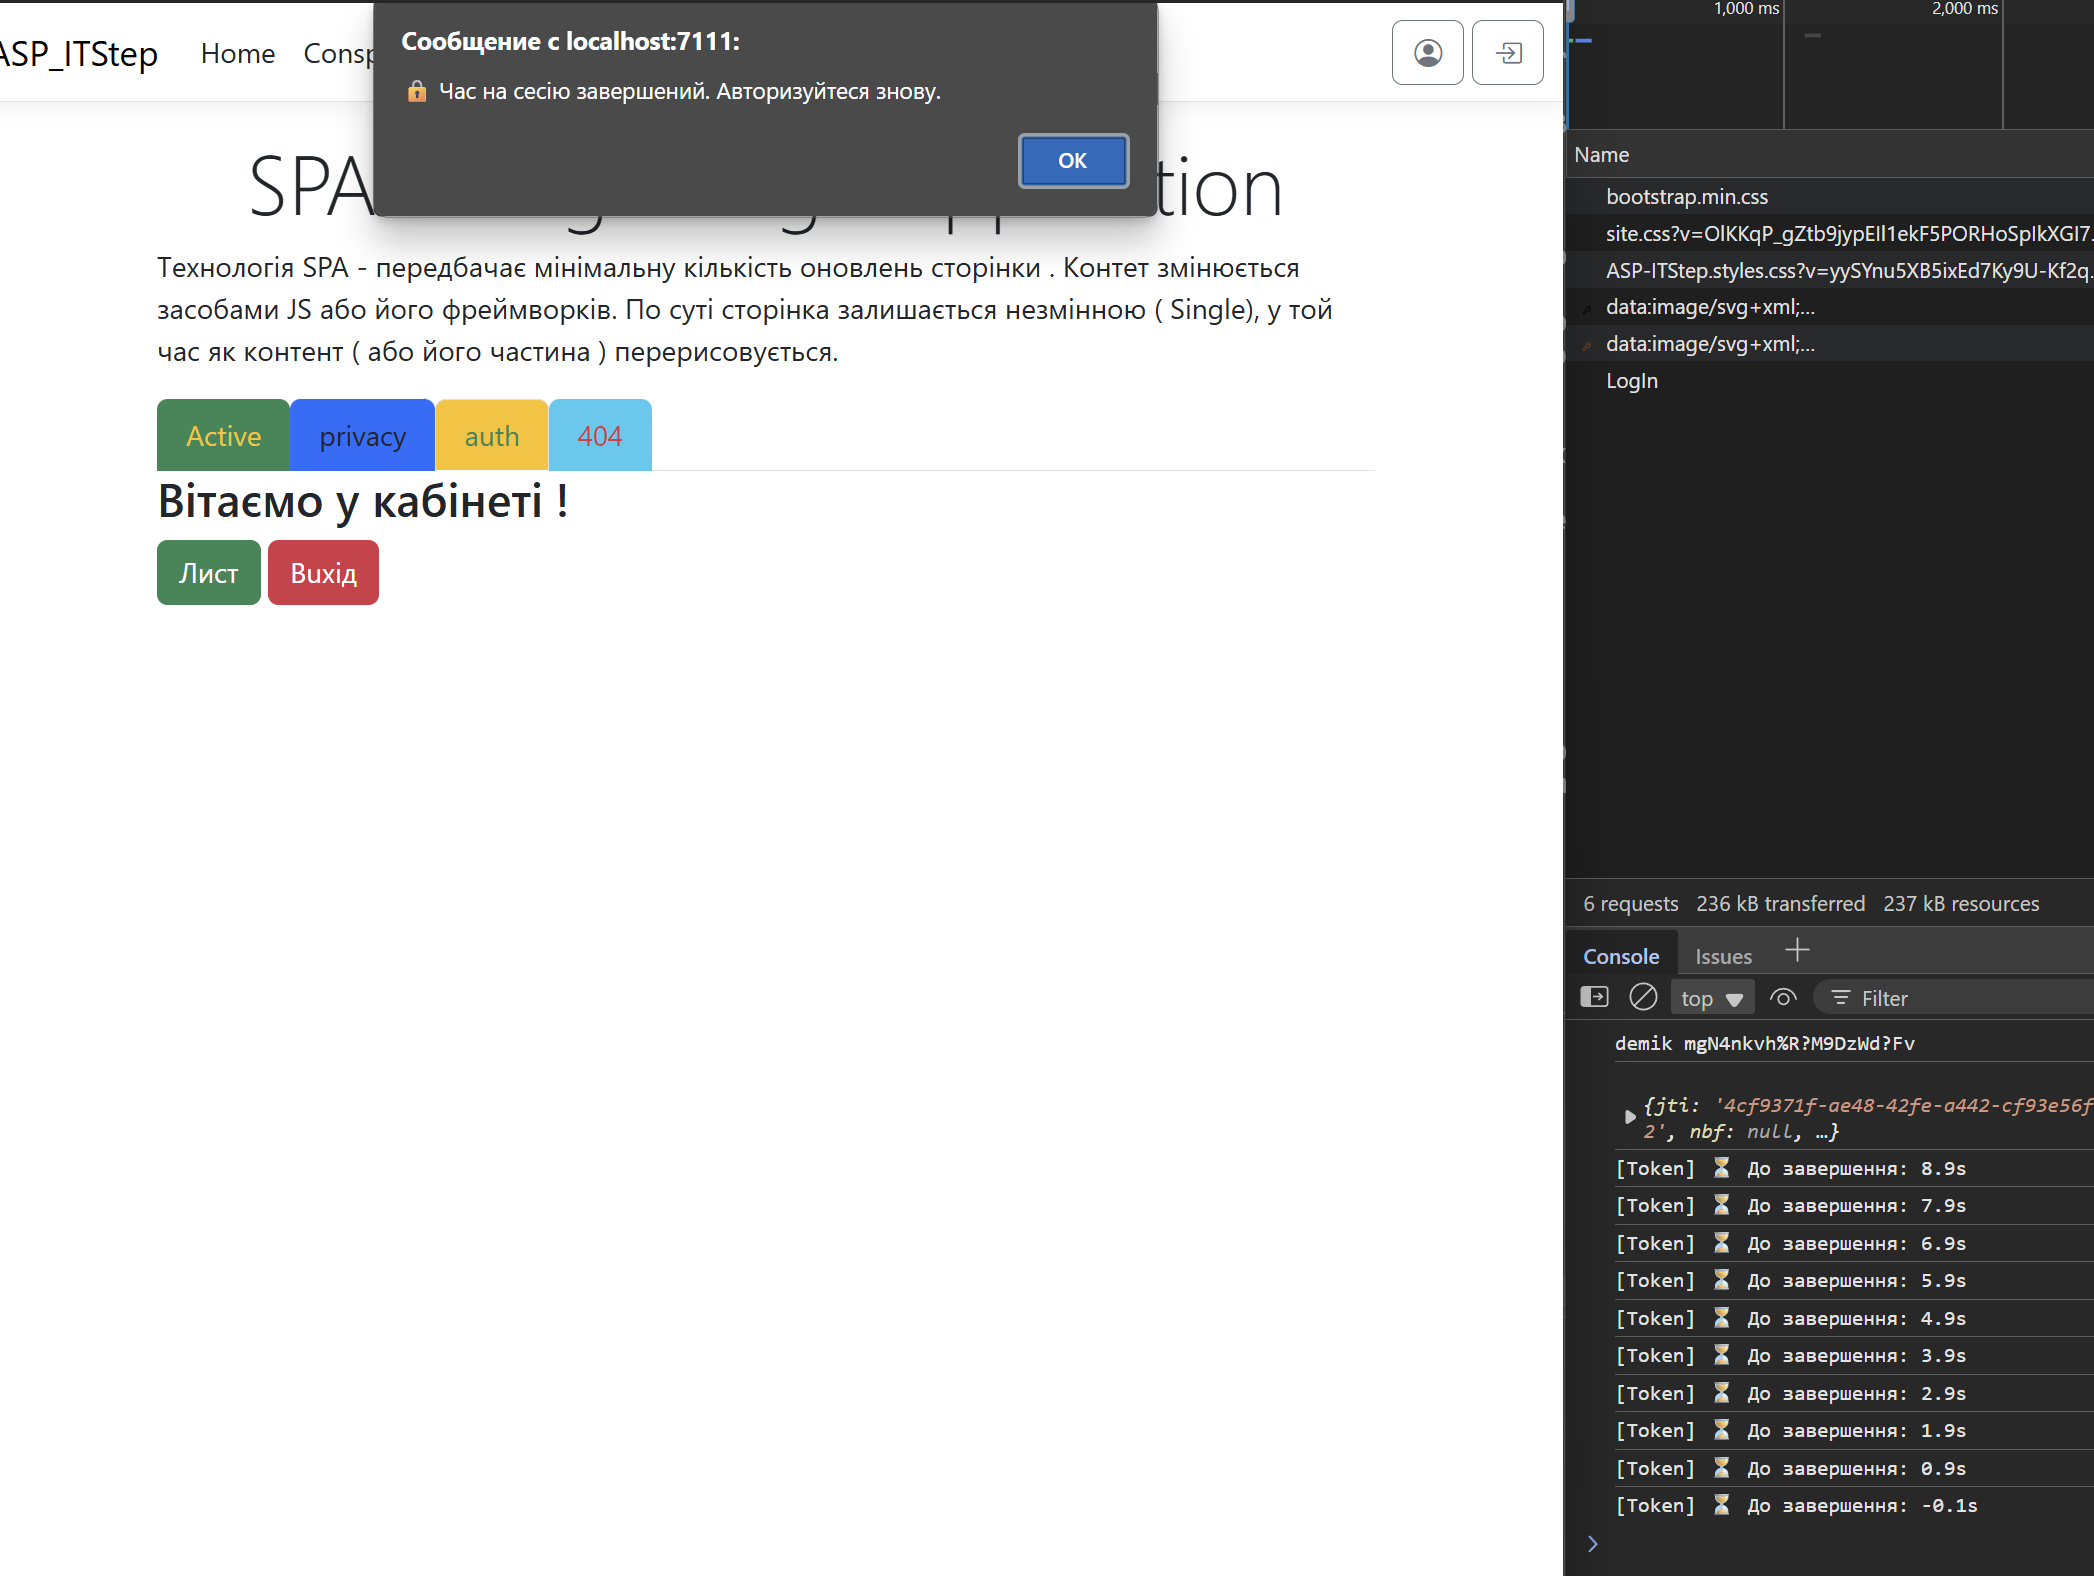 ASP_ITStep Home Consp
Сообщение с localhost:7111:
🔒 Час на сесію завершений. Авторизуйтеся знову.
OK
SPA tion
Технологія SPA - передбачає мінімальну кількість оновлень сторінки . Контет змінюється
засобами JS або його фреймворків. По суті сторінка залишається незмінною ( Single), у той
час як контент ( або його частина ) перерисовується.
Active privacy auth 404
Вітаємо у кабінеті !
Лист Вuхід
1,000 ms 2,000 ms
Name
bootstrap.min.css
site.css?v=OlKKqP_gZtb9jypEIl1ekF5PORHoSpIkXGI7.
ASP-ITStep.styles.css?v=yySYnu5XB5ixEd7Ky9U-Kf2q.
data:image/svg+xml;...
data:image/svg+xml;...
LogIn
6 requests 236 kB transferred 237 kB resources
Console Issues
top Filter
demik mgN4nkvh%R?M9DzWd?Fv
{jti: '4cf9371f-ae48-42fe-a442-cf93e56f
2', nbf: null, …}
[Token] ⏳ До завершення: 8.9s
[Token] ⏳ До завершення: 7.9s
[Token] ⏳ До завершення: 6.9s
[Token] ⏳ До завершення: 5.9s
[Token] ⏳ До завершення: 4.9s
[Token] ⏳ До завершення: 3.9s
[Token] ⏳ До завершення: 2.9s
[Token] ⏳ До завершення: 1.9s
[Token] ⏳ До завершення: 0.9s
[Token] ⏳ До завершення: -0.1s